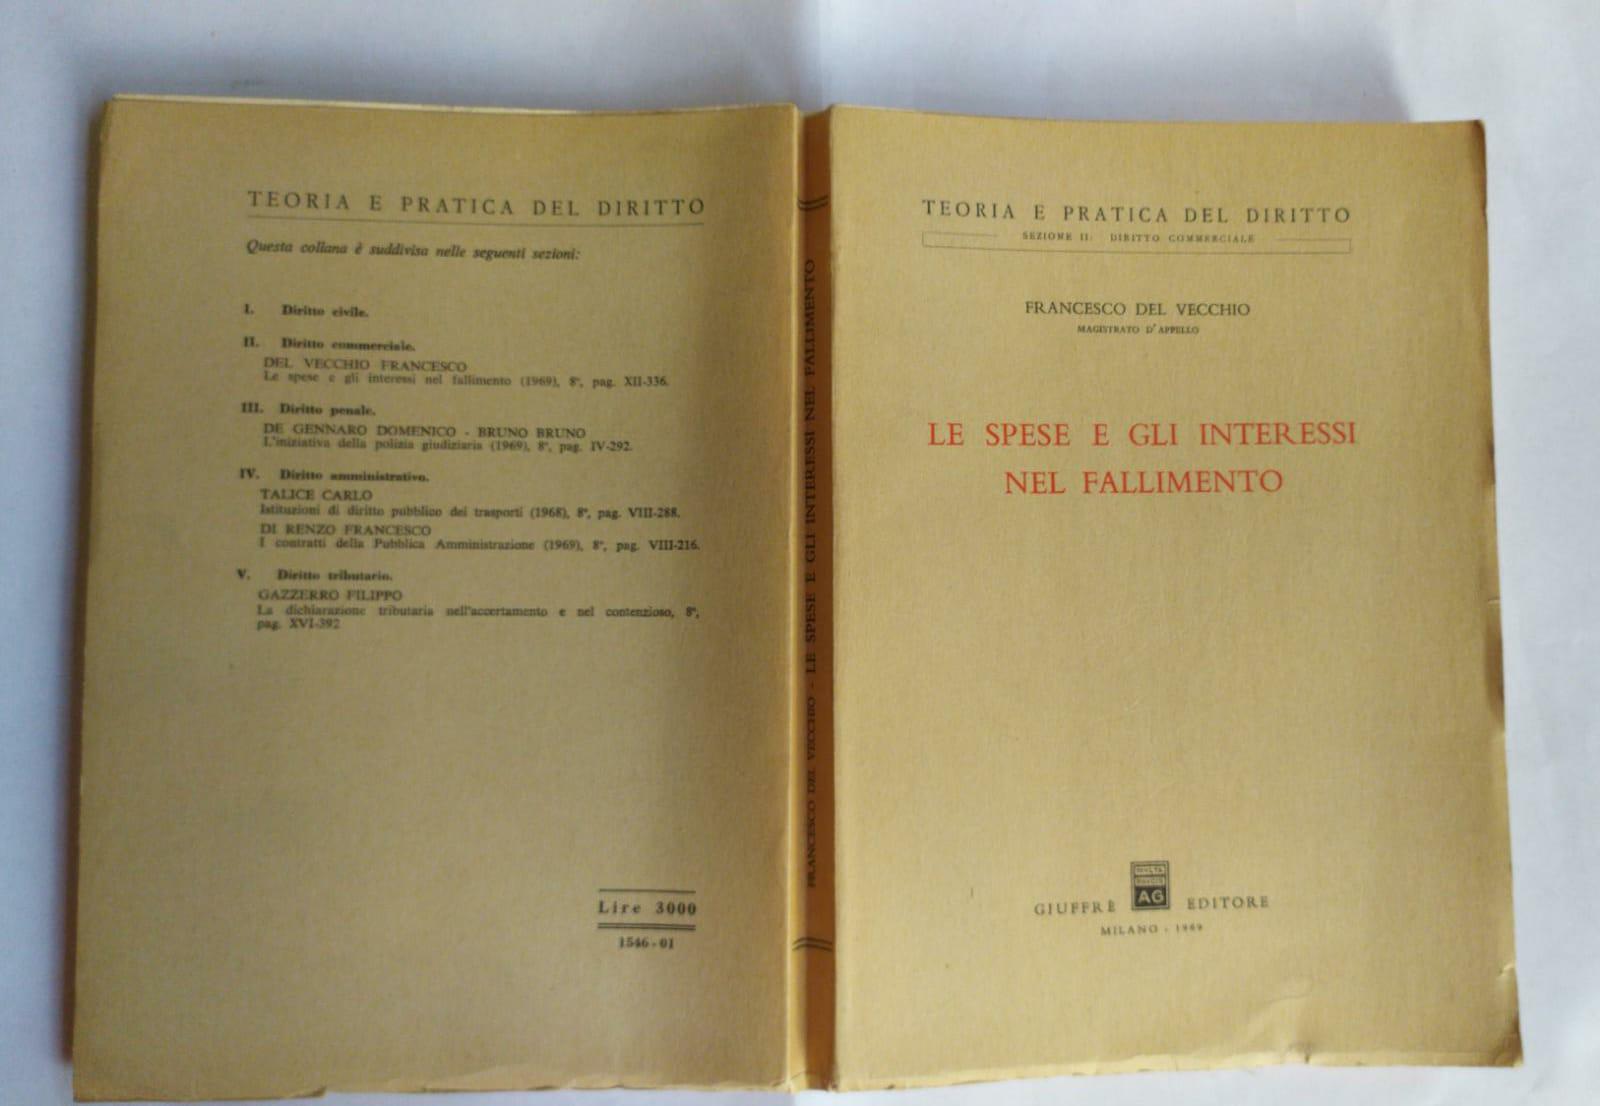 TEORIA E PRATICA DEL DIRITTO
Questa collana è suddivisa nelle seguenti sezioni:
I. Diritto civile.
II. Diritto commerciale.
DEL VECCHIO FRANCESCO
Le spese e gli interessi nel fallimento (1969), 8°, pag. XII-336.
III. Diritto penale.
DE GENNARO DOMENICO - BRUNO BRUNO
L'iniziativa della polizia giudiziaria (1969), 8°, pag. IV-292.
IV. Diritto amministrativo.
TALICE CARLO
Istituzioni di diritto pubblico dei trasporti (1968), 8°, pag. VIII-288.
DI RENZO FRANCESCO
I contratti della Pubblica Amministrazione (1969), 8°, pag. VIII-216.
V. Diritto tributario.
GAZZERRO FILIPPO
La dichiarazione tributaria nell'accertamento e nel contenzioso, 8°,
pag. XVI-392
Lire 3000
1546-01
FRANCESCO DEL VECCHIO - LE SPESE E GLI INTERESSI NEL FALLIMENTO
TEORIA E PRATICA DEL DIRITTO
SEZIONE II: DIRITTO COMMERCIALE
FRANCESCO DEL VECCHIO
MAGISTRATO D'APPELLO
LE SPESE E GLI INTERESSI
NEL FALLIMENTO
GIUFFRÈ AG EDITORE
MILANO - 1969